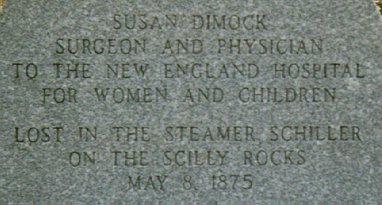 SUSAN DIMOCK
SURGEON AND PHYSICIAN
TO THE NEW ENGLAND HOSPITAL
FOR WOMEN AND CHILDREN
LOST IN THE STEAMER SCHILLER
ON THE SCILLY ROCKS
MAY 8, 1875